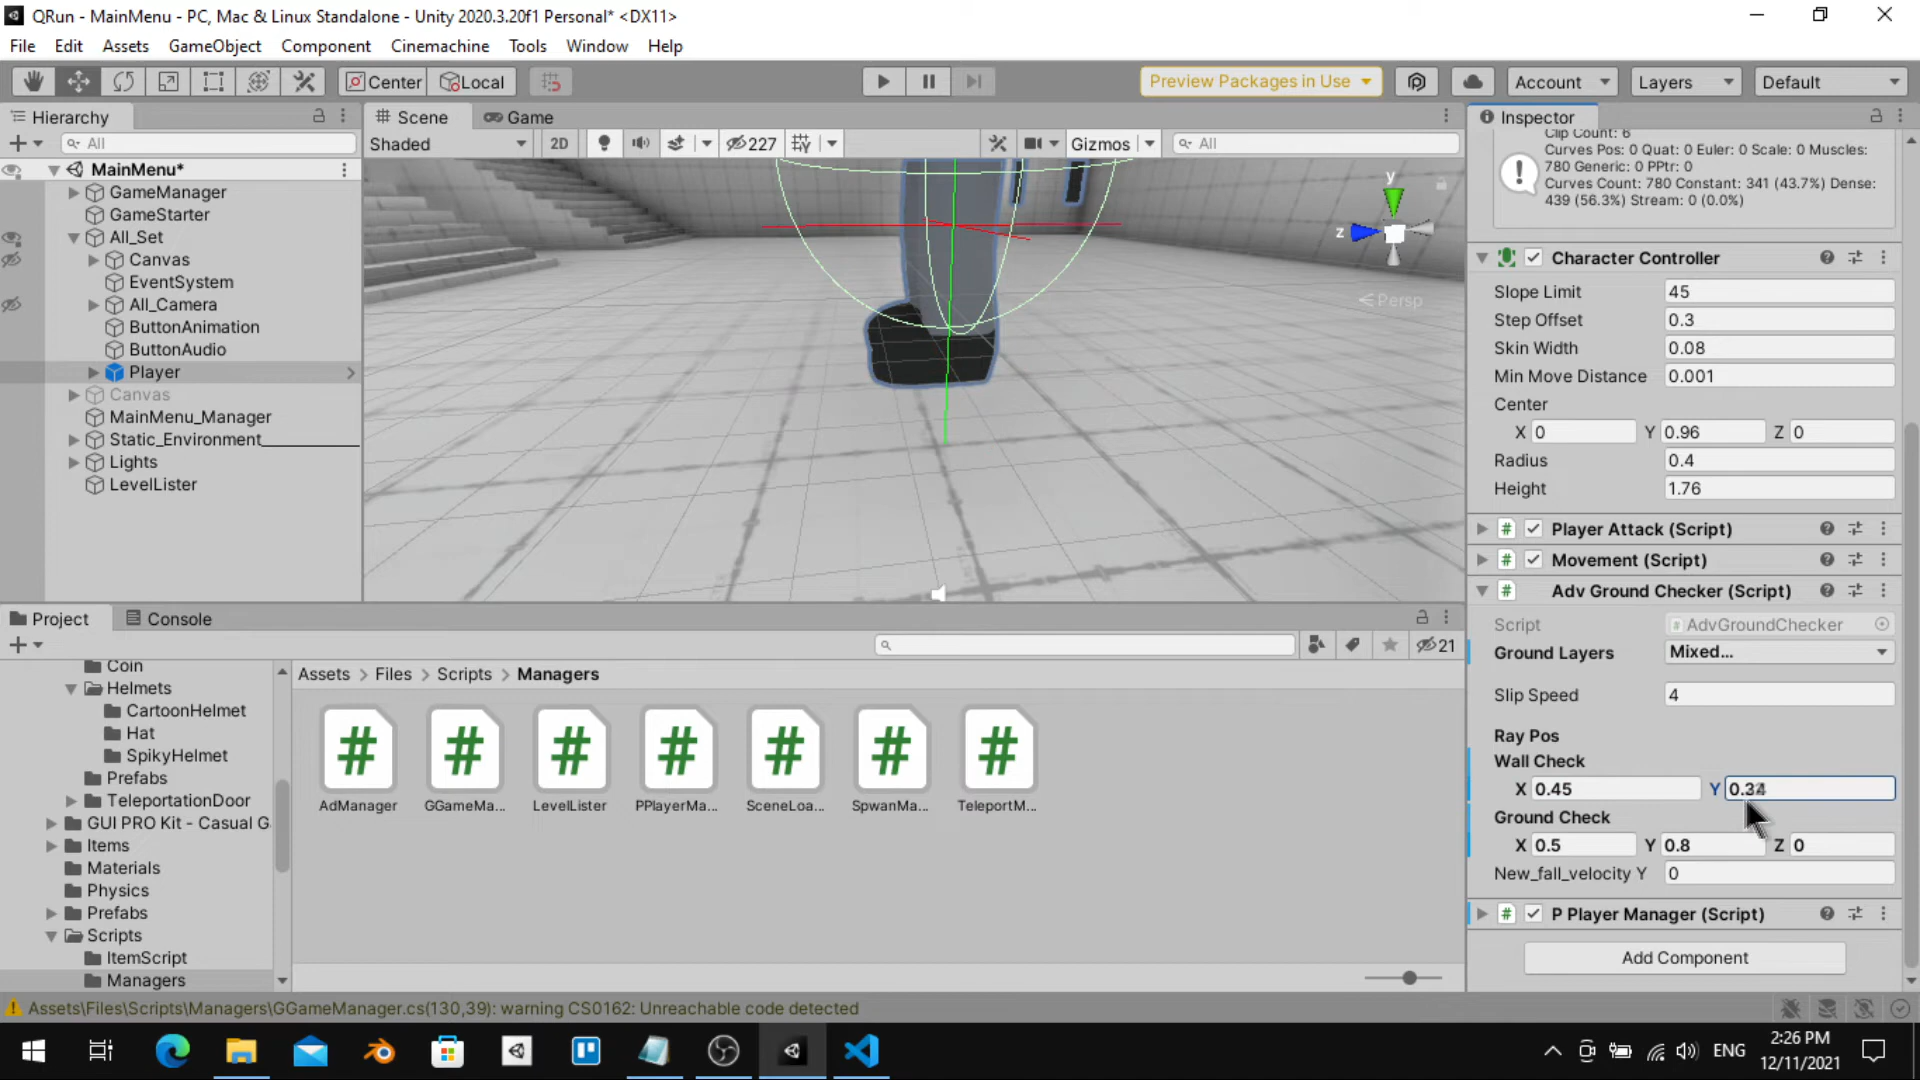 QRun - MainMenu - PC, Mac & Linux Standalone - Unity 2020.3.20f1 Personal* <DX11>
File Edit Assets GameObject Component Cinemachine Tools Window Help
Center Local Preview Packages in Use Account Layers Default
Hierarchy
All
MainMenu*
GameManager
GameStarter
All_Set
Canvas
EventSystem
All_Camera
ButtonAnimation
ButtonAudio
Player
Canvas
MainMenu_Manager
Static_Environment___________
Lights
LevelLister
Scene Game
Shaded 2D 227 Gizmos All
y
z
Persp
Inspector
Clip Count: 6
Curves Pos: 0 Quat: 0 Euler: 0 Scale: 0 Muscles:
780 Generic: 0 PPtr: 0
Curves Count: 780 Constant: 341 (43.7%) Dense:
439 (56.3%) Stream: 0 (0.0%)
Character Controller
Slope Limit 45
Step Offset 0.3
Skin Width 0.08
Min Move Distance 0.001
Center
X 0 Y 0.96 Z 0
Radius 0.4
Height 1.76
Player Attack (Script)
Movement (Script)
Adv Ground Checker (Script)
Script AdvGroundChecker
Ground Layers Mixed...
Slip Speed 4
Ray Pos
Wall Check
X 0.45 Y
Ground Check
X 0.5 Y 0.8 Z 0
New_fall_velocity Y 0
P Player Manager (Script)
Add Component
Project Console
21
Coin
Helmets
CartoonHelmet
Hat
SpikyHelmet
Prefabs
TeleportationDoor
GUI PRO Kit - Casual G
Items
Materials
Physics
Prefabs
Scripts
ItemScript
Managers
Assets > Files > Scripts > Managers
AdManager GGameMa... LevelLister PPlayerMa... SceneLoa... SpwanMa... TeleportM...
Assets\Files\Scripts\Managers\GGameManager.cs(130,39): warning CS0162: Unreachable code detected
ENG
2:26 PM
12/11/2021